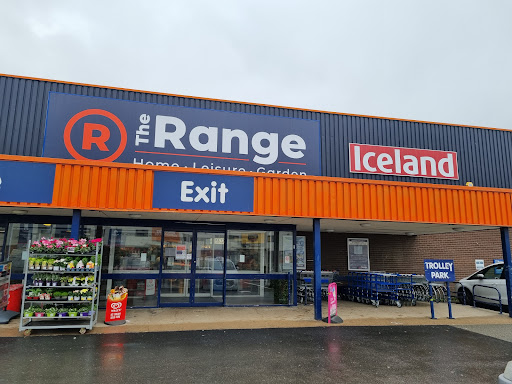 R The Range
Home · Leisure · Garden
Iceland
Exit
TROLLEY
PARK